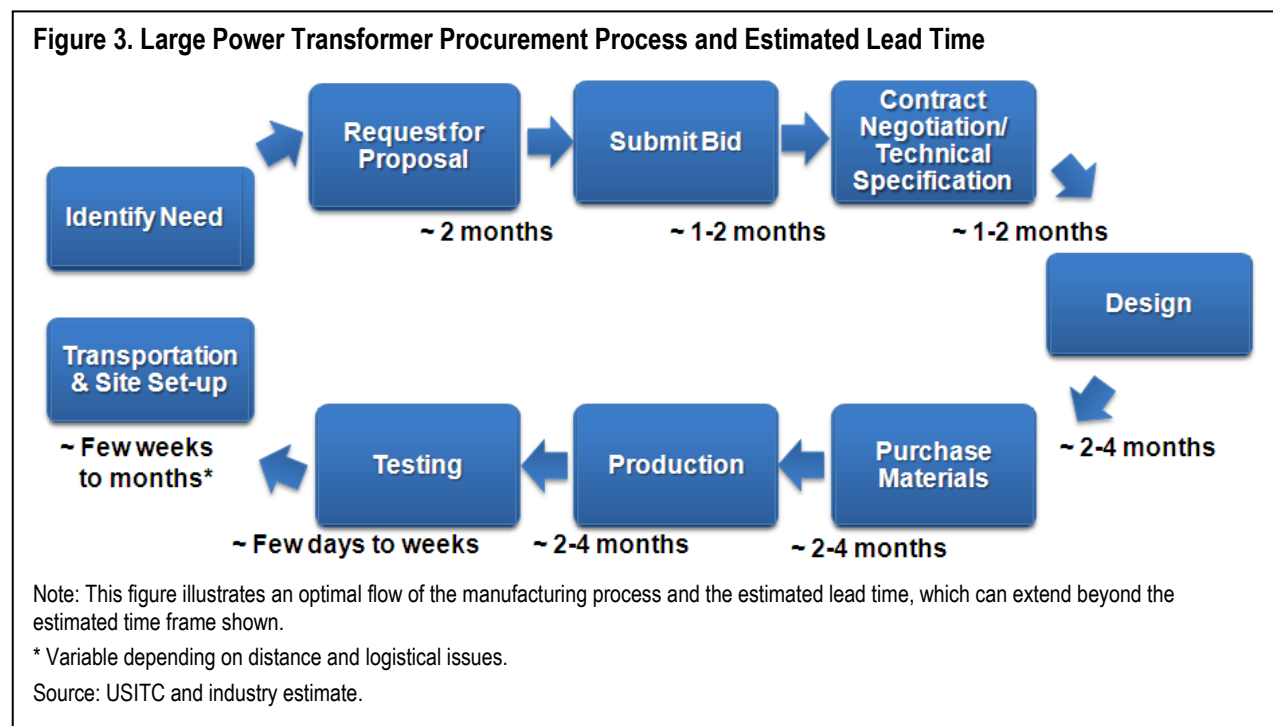 Figure 3. Large Power Transformer Procurement Process and Estimated Lead Time
Identify Need
Request for
Proposal
~ 2 months
Submit Bid
~ 1-2 months
Contract
Negotiation/
Technical
Specification
~ 1-2 months
Design
~ 2-4 months
Purchase
Materials
~ 2-4 months
Production
~ 2-4 months
Testing
~ Few days to weeks
Transportation
& Site Set-up
~ Few weeks
to months*
Note: This figure illustrates an optimal flow of the manufacturing process and the estimated lead time, which can extend beyond the
estimated time frame shown.
* Variable depending on distance and logistical issues.
Source: USITC and industry estimate.